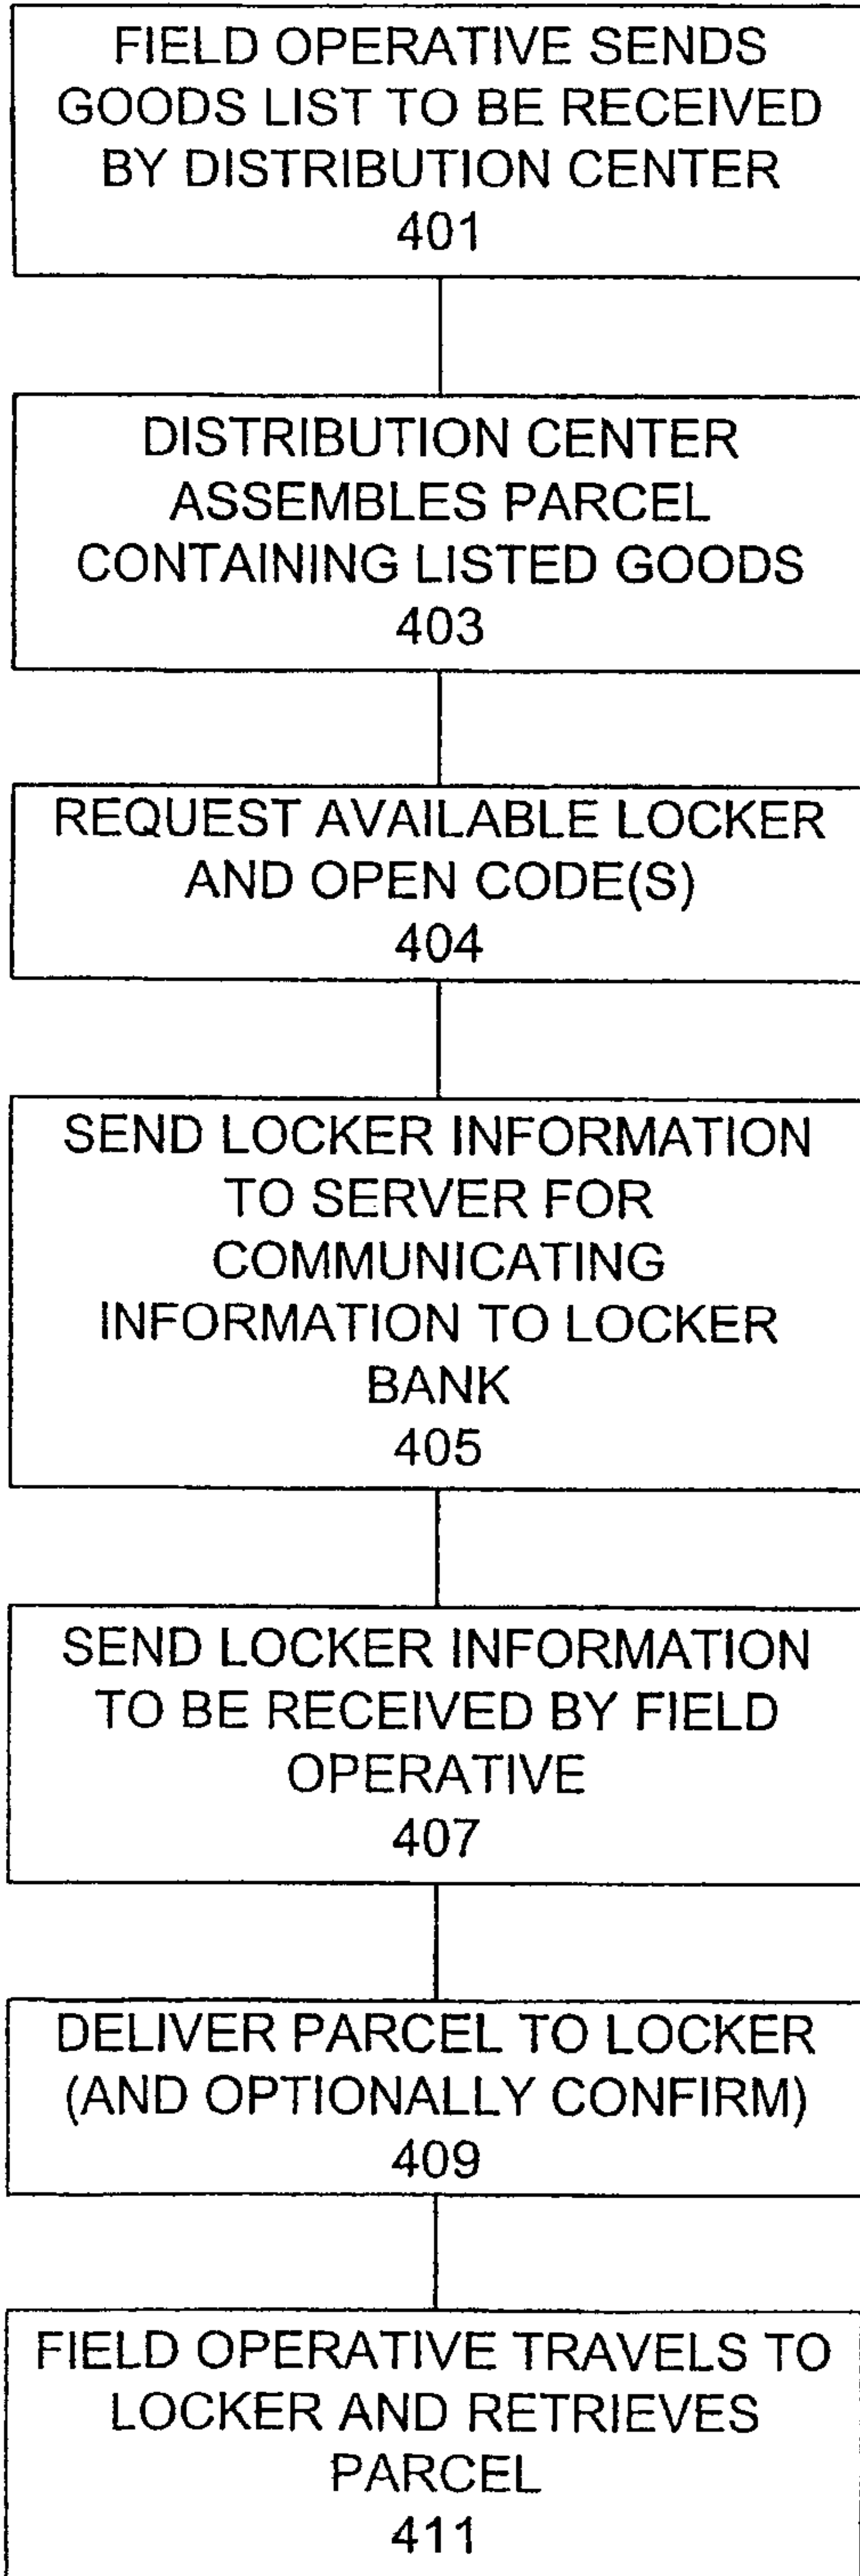 FIELD OPERATIVE SENDS
GOODS LIST TO BE RECEIVED
BY DISTRIBUTION CENTER
401
DISTRIBUTION CENTER
ASSEMBLES PARCEL
CONTAINING LISTED GOODS
403
REQUEST AVAILABLE LOCKER
AND OPEN CODE(S)
404
SEND LOCKER INFORMATION
TO SERVER FOR
COMMUNICATING
INFORMATION TO LOCKER
BANK
405
SEND LOCKER INFORMATION
TO BE RECEIVED BY FIELD
OPERATIVE
407
DELIVER PARCEL TO LOCKER
(AND OPTIONALLY CONFIRM)
409
FIELD OPERATIVE TRAVELS TO
LOCKER AND RETRIEVES
PARCEL
411